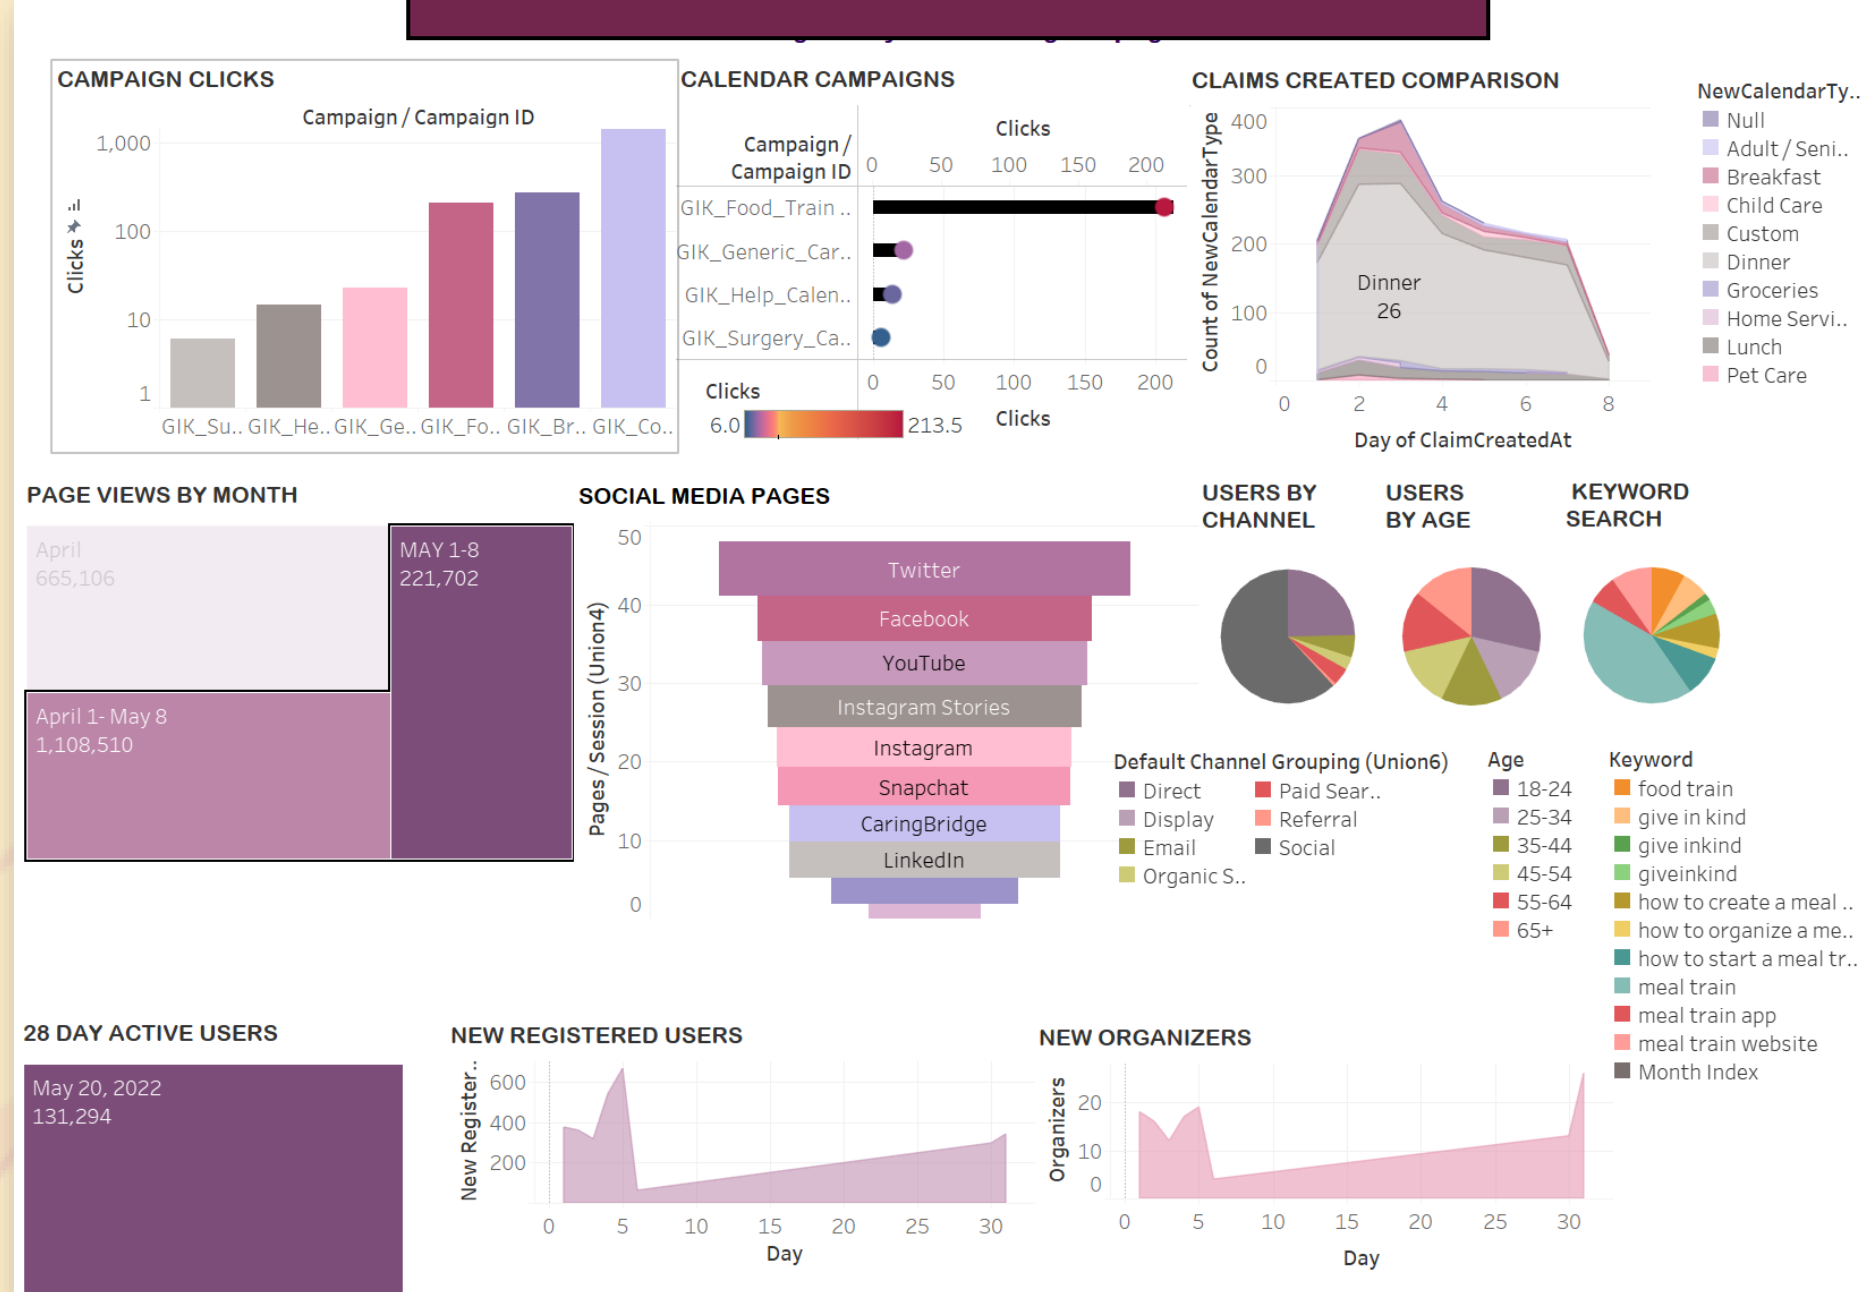 CAMPAIGN CLICKS
Campaign / Campaign ID
1,000
100
10
1
Clicks
GIK_Su..
GIK_He..
GIK_Ge..
GIK_Fo..
GIK_Br..
GIK_Co..
CALENDAR CAMPAIGNS
Clicks
Campaign /
Campaign ID
0 50 100 150 200
GIK_Food_Train ..
GIK_Generic_Car..
GIK_Help_Calen..
GIK_Surgery_Ca..
0 50 100 150 200
Clicks
Clicks
6.0
213.5
CLAIMS CREATED COMPARISON
Count of NewCalendarType
400
300
200
100
0
Dinner
26
0 2 4 6 8
Day of ClaimCreatedAt
NewCalendarTy..
Null
Adult / Seni..
Breakfast
Child Care
Custom
Dinner
Groceries
Home Servi..
Lunch
Pet Care
PAGE VIEWS BY MONTH
April
665,106
MAY 1-8
221,702
April 1- May 8
1,108,510
SOCIAL MEDIA PAGES
Pages / Session (Union4)
50
40
30
20
10
0
Twitter
Facebook
YouTube
Instagram Stories
Instagram
Snapchat
CaringBridge
LinkedIn
USERS BY
CHANNEL
USERS
BY AGE
KEYWORD
SEARCH
Default Channel Grouping (Union6)
Direct
Display
Email
Organic S..
Paid Sear..
Referral
Social
Age
18-24
25-34
35-44
45-54
55-64
65+
Keyword
food train
give in kind
give inkind
giveinkind
how to create a meal ..
how to organize a me..
how to start a meal tr..
meal train
meal train app
meal train website
Month Index
28 DAY ACTIVE USERS
May 20, 2022
131,294
NEW REGISTERED USERS
New Register..
600
400
200
0 5 10 15 20 25 30
Day
NEW ORGANIZERS
Organizers
20
10
0
0 5 10 15 20 25 30
Day